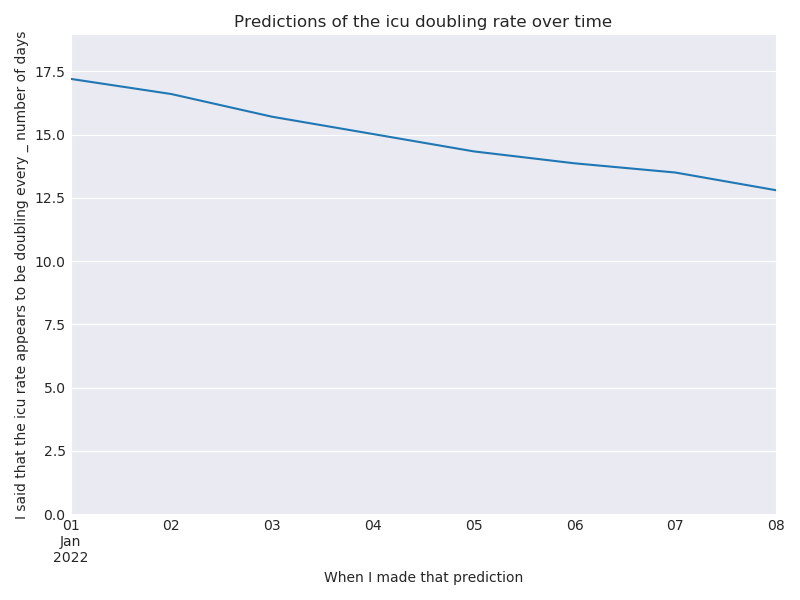 Predictions of the icu doubling rate over time
I said that the icu rate appears to be doubling every _ number of days
17.5
15.0
12.5
10.0
7.5
5.0
2.5
0.0
01 02 03 04 05 06 07 08
Jan
2022
When I made that prediction